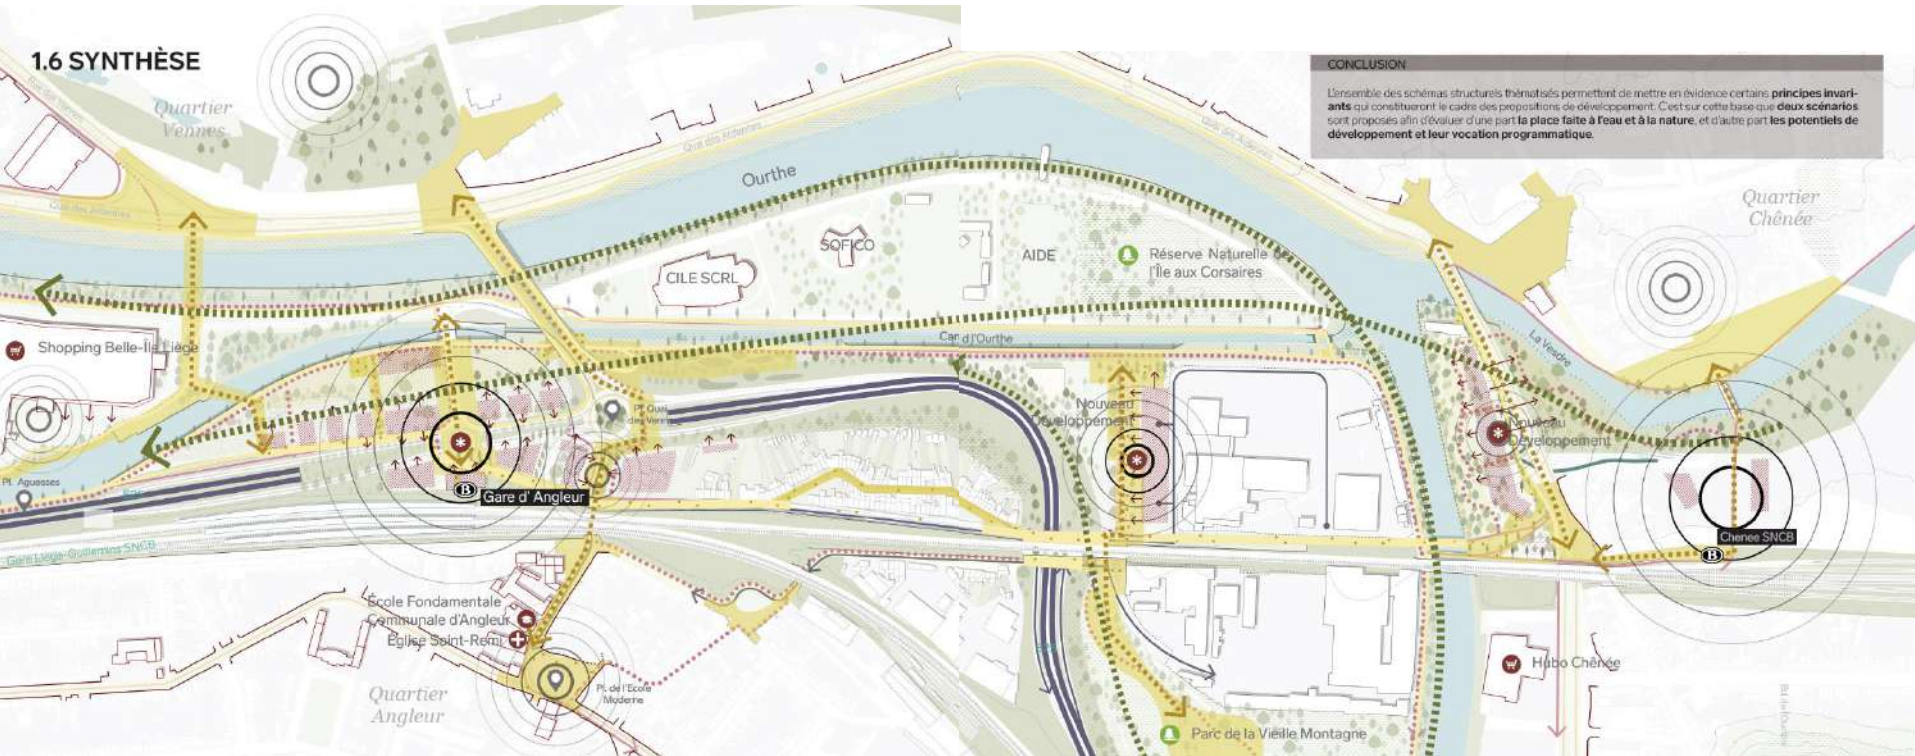 1.6 SYNTHÈSE
CONCLUSION
L'ensemble des schémas structurels thématisés permettent de mettre en évidence certains principes invari-
ants qui constitueront le cadre des propositions de développement. C'est sur cette base que deux scénarios
sont proposés afin d'évaluer d'une part la place faite à l'eau et à la nature, et d'autre part les potentiels de
développement et leur vocation programmatique.
Quartier
Vennes
Quai des Ardennes
Quai des Ardennes
Ourthe
Quartier
Chênée
SOFICO
AIDE
CILE SCRL
Réserve Naturelle de
l'Île aux Corsaires
Shopping Belle-Île Liège
d'Ourthe
La Vesdre
Nouveau
Développement
Nouveau
Développement
Pl. Aguesses
B
Gare d' Angleur
Gare Liège-Guillemins SNCB
Chenee SNCB
B
École Fondamentale
Communale d'Angleur
Église Saint-Remi
Pl. de l'Ecole
Moderne
Quartier
Angleur
Hubo Chênée
Parc de la Vieille Montagne